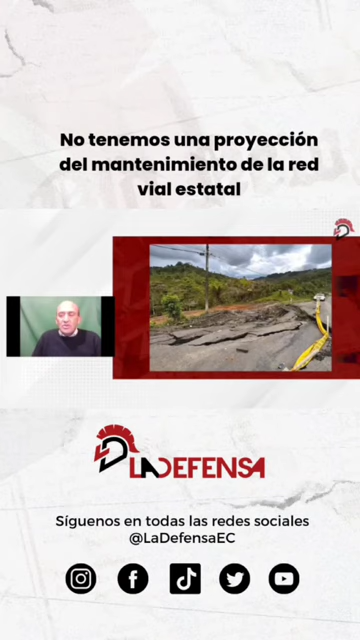 No tenemos una proyección
del mantenimiento de la red
vial estatal
LADEFENSA
Síguenos en todas las redes sociales
@LaDefensaEC